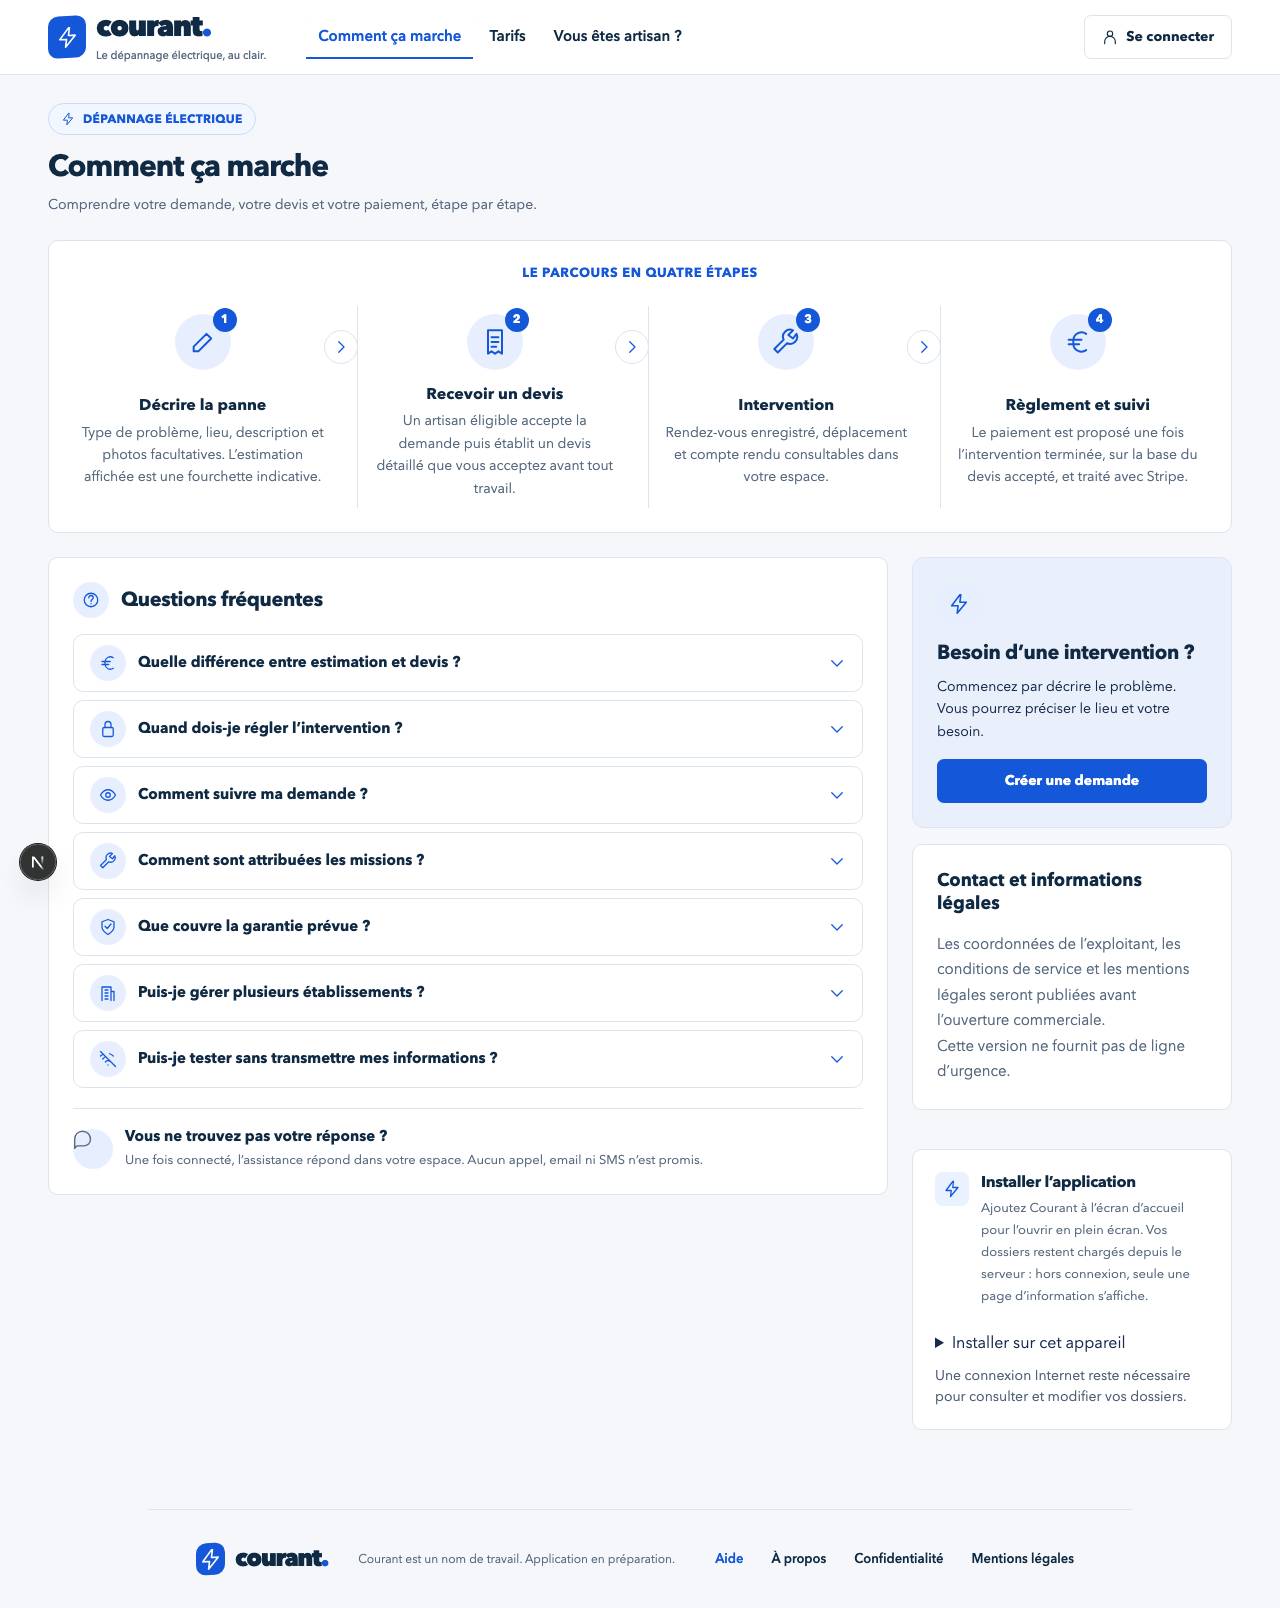 courant.
Le dépannage électrique, au clair.
Comment ça marche
Tarifs
Vous êtes artisan ?
Se connecter
DÉPANNAGE ÉLECTRIQUE
Comment ça marche
Comprendre votre demande, votre devis et votre paiement, étape par étape.
LE PARCOURS EN QUATRE ÉTAPES
1
Décrire la panne
Type de problème, lieu, description et
photos facultatives. L’estimation
affichée est une fourchette indicative.
2
Recevoir un devis
Un artisan éligible accepte la
demande puis établit un devis
détaillé que vous acceptez avant tout
travail.
3
Intervention
Rendez-vous enregistré, déplacement
et compte rendu consultables dans
votre espace.
4
Règlement et suivi
Le paiement est proposé une fois
l’intervention terminée, sur la base du
devis accepté, et traité avec Stripe.
Questions fréquentes
Quelle différence entre estimation et devis ?
Quand dois-je régler l’intervention ?
Comment suivre ma demande ?
Comment sont attribuées les missions ?
Que couvre la garantie prévue ?
Puis-je gérer plusieurs établissements ?
Puis-je tester sans transmettre mes informations ?
Vous ne trouvez pas votre réponse ?
Une fois connecté, l’assistance répond dans votre espace. Aucun appel, email ni SMS n’est promis.
N
Besoin d’une intervention ?
Commencez par décrire le problème.
Vous pourrez préciser le lieu et votre
besoin.
Créer une demande
Contact et informations
légales
Les coordonnées de l’exploitant, les
conditions de service et les mentions
légales seront publiées avant
l’ouverture commerciale.
Cette version ne fournit pas de ligne
d’urgence.
Installer l’application
Ajoutez Courant à l’écran d’accueil
pour l’ouvrir en plein écran. Vos
dossiers restent chargés depuis le
serveur : hors connexion, seule une
page d’information s’affiche.
Installer sur cet appareil
Une connexion Internet reste nécessaire
pour consulter et modifier vos dossiers.
courant.
Courant est un nom de travail. Application en préparation.
Aide
À propos
Confidentialité
Mentions légales